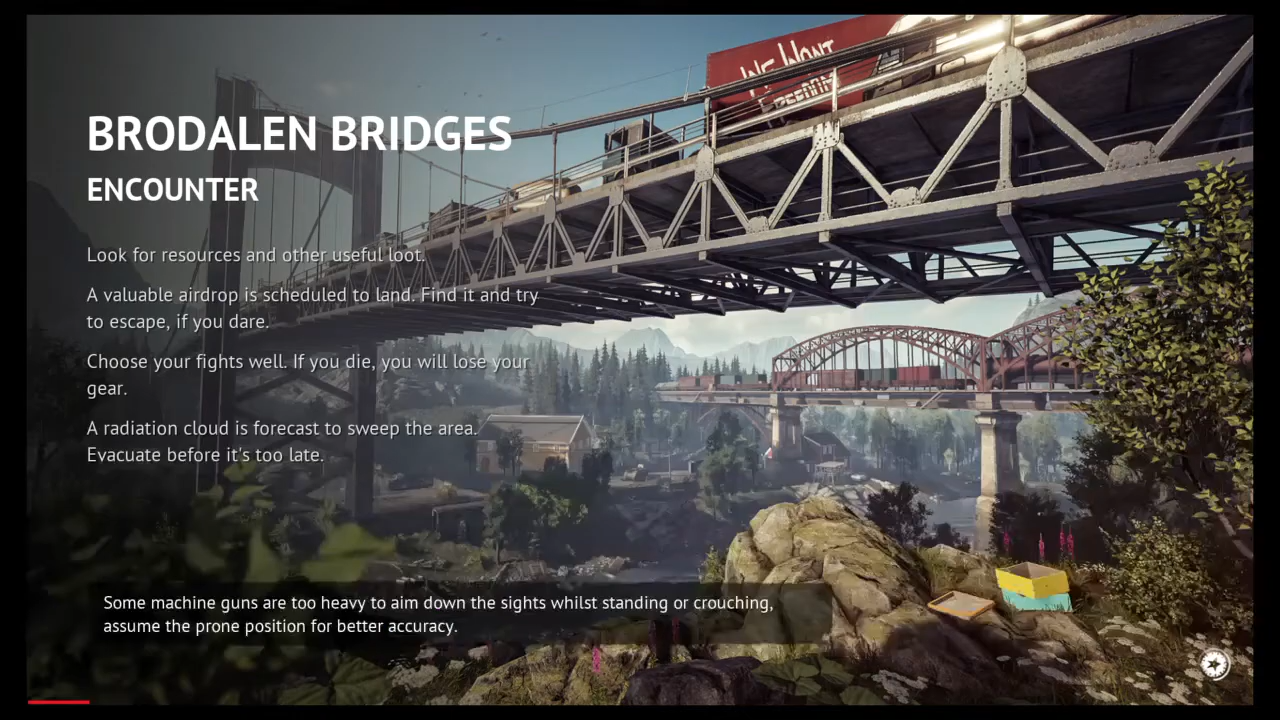 WE WONT
BRODALEN BRIDGES
ENCOUNTER
Look for resources and other useful loot.
A valuable airdrop is scheduled to land. Find it and try
to escape, if you dare.
Choose your fights well. If you die, you will lose your
gear.
A radiation cloud is forecast to sweep the area.
Evacuate before it's too late.
Some machine guns are too heavy to aim down the sights whilst standing or crouching,
assume the prone position for better accuracy.